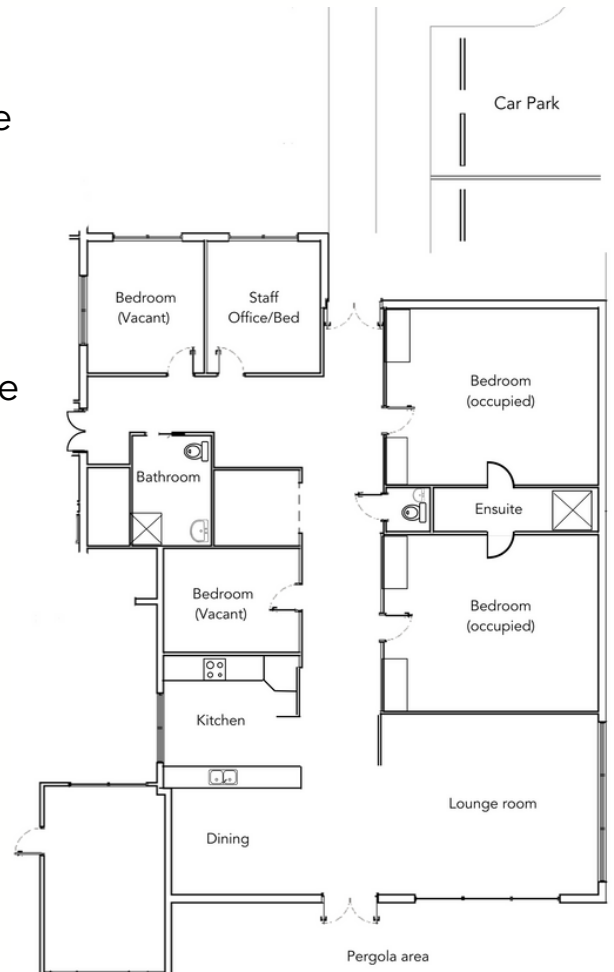 e
Car Park
Bedroom
(Vacant)
Staff
Office/Bed
e
Bedroom
(occupied)
Bathroom
Ensuite
Bedroom
(Vacant)
Bedroom
(occupied)
Kitchen
Lounge room
Dining
Pergola area